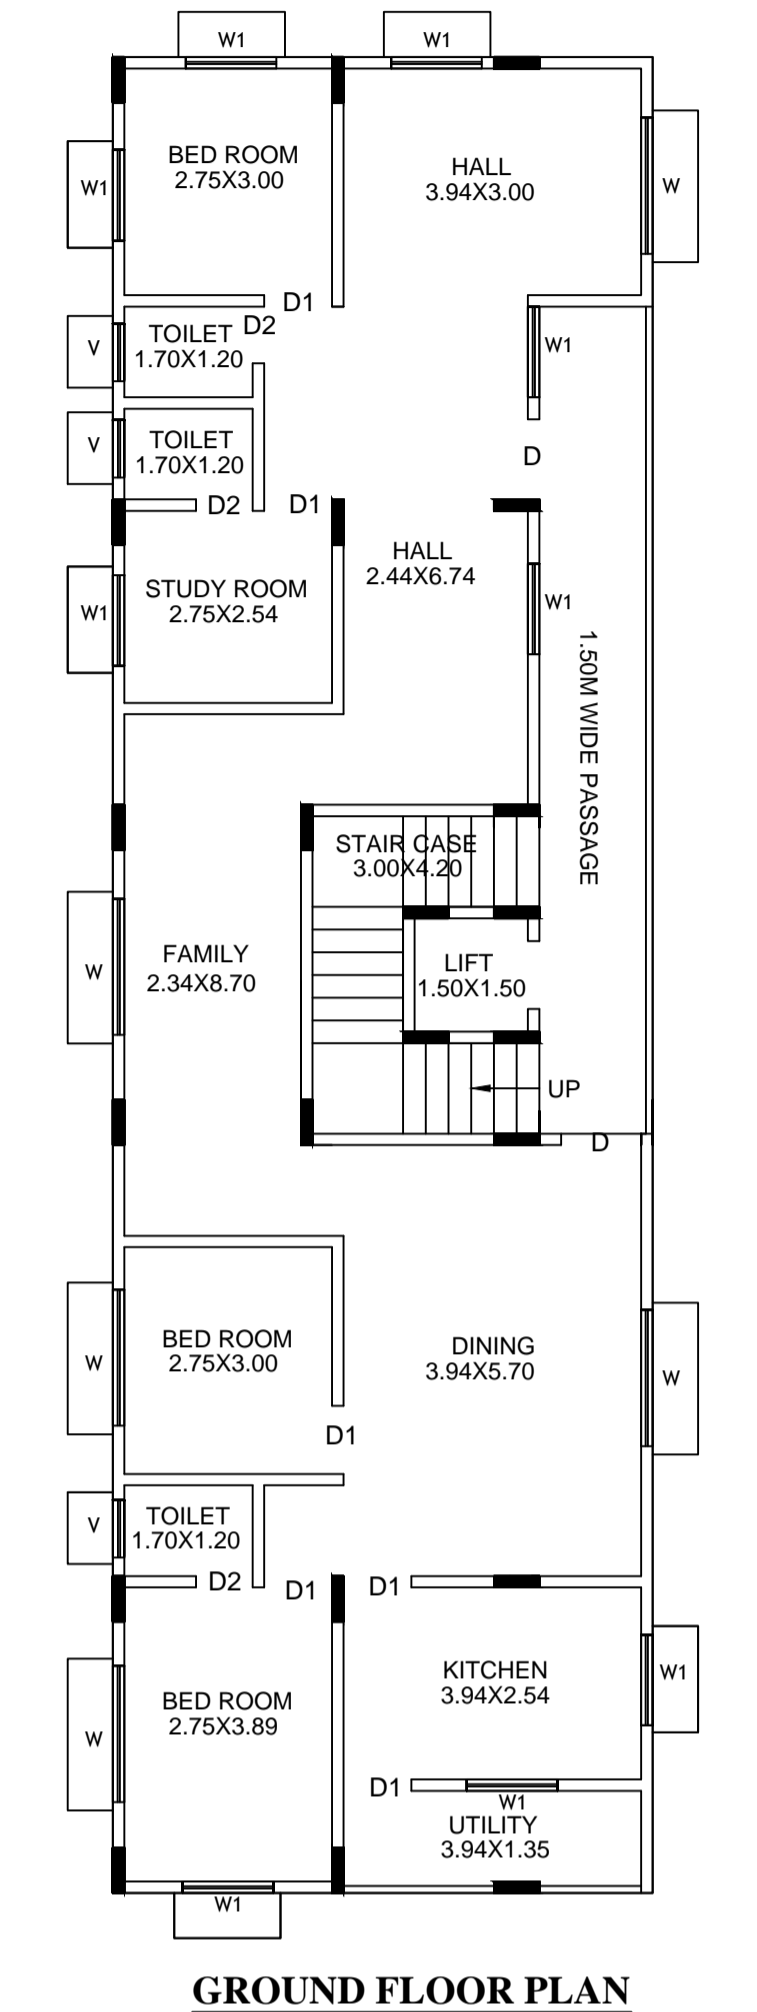 W1
W1
BED ROOM
2.75X3.00
HALL
3.94X3.00
W1
W
D1
TOILET
1.70X1.20
D2
V
W1
TOILET
1.70X1.20
V
D
D2
D1
HALL
2.44X6.74
STUDY ROOM
2.75X2.54
W1
W1
1.50M WIDE PASSAGE
STAIR CASE
3.00X4.20
FAMILY
2.34X8.70
W
LIFT
1.50X1.50
UP
D
BED ROOM
2.75X3.00
W
DINING
3.94X5.70
W
D1
TOILET
1.70X1.20
V
D2
D1
D1
KITCHEN
3.94X2.54
W1
BED ROOM
2.75X3.89
W
D1
W1
UTILITY
3.94X1.35
W1
GROUND FLOOR PLAN